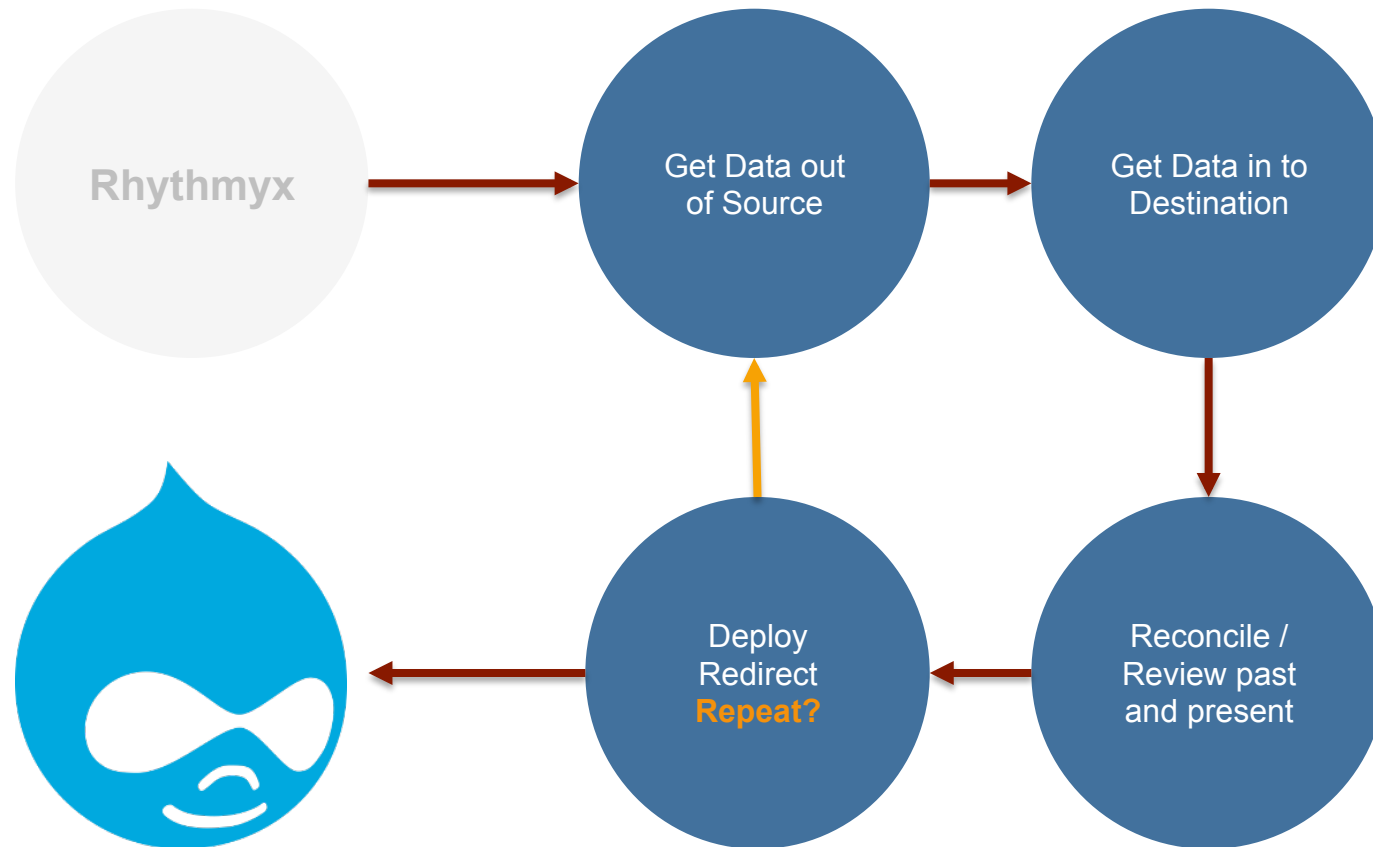 Rhythmyx
Get Data out
of Source
Get Data in to
Destination
Deploy
Redirect
Repeat?
Reconcile /
Review past
and present